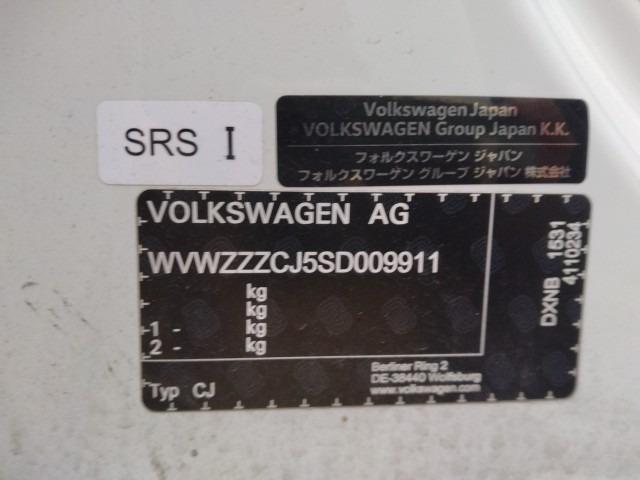 SRS I
Volkswagen Japan
VOLKSWAGEN Group Japan K.K.
フォルクスワーゲン ジャパン
フォルクスワーゲン グループ ジャパン 株式会社
VOLKSWAGEN AG
WVWZZZCJ5SD009911
kg
kg
1 - kg
2 - kg
Typ CJ
Berliner Ring 2
DE-38440 Wolfsburg
www.volkswagen.com
DXNB 1531
4110234